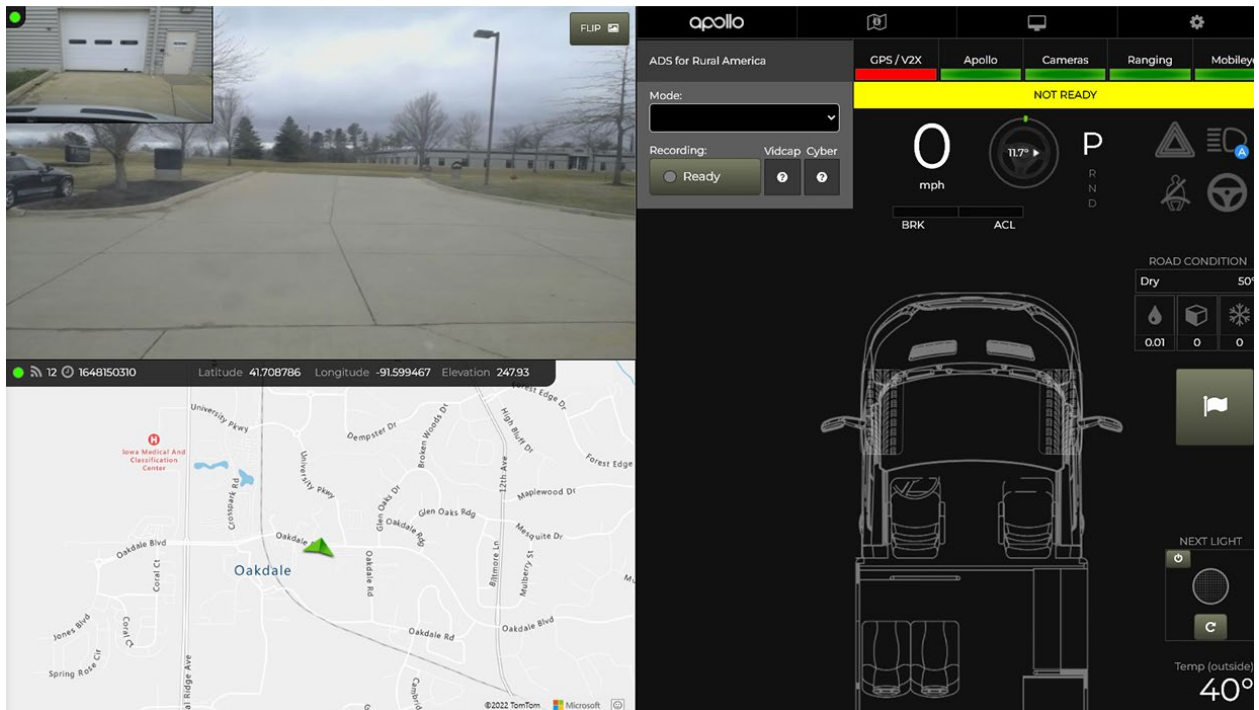 FLIP
1648150310
12
Latitude 41.708786 Longitude -91.599467 Elevation 247.93
Forest Edge Dr
University Pkwy
Dempster Dr
Broken Woods Dr
High Bluff Dr
12th Ave
Forest Edge
Iowa Medical And
Classification
Center
University Pkwy
Crosspark Rd
Glen Oaks Dr
Glen Oaks Rdg
Maplewood Dr
Oakdale Rdg
Mesquite Dr
Oakdale Blvd
Oakdale
Coral Ct
Oakdale
Oakdale Rd
Biltmore Ln
Mulberry St
Jones Blvd
Coral Ct
Oakdale Rd
Oakdale Blvd
Spring Rose Cir
al Ridge Ave
Cambrid
©2022 TomTom Microsoft
apollo
ADS for Rural America
GPS / V2X Apollo Cameras Ranging Mobileye
NOT READY
Mode:
Recording: Vidcap Cyber
Ready ? ?
0
mph
11.7°
P
R
N
D
A
BRK ACL
ROAD CONDITION
Dry 50°
0.01 0 0
NEXT LIGHT
Temp (outside)
40°